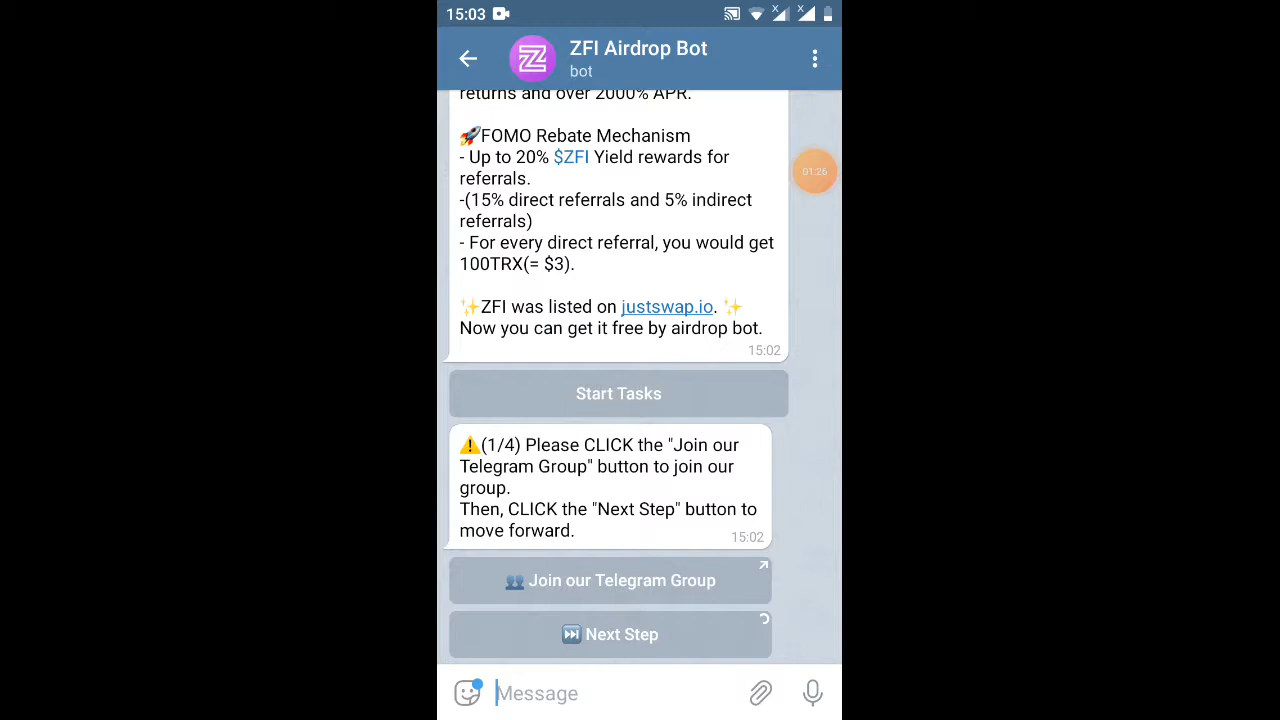 15:03
ZFI Airdrop Bot
bot
returns and over 2000% APR.
🚀FOMO Rebate Mechanism
- Up to 20% $ZFI Yield rewards for
referrals.
-(15% direct referrals and 5% indirect
referrals)
- For every direct referral, you would get
100TRX(= $3).
✨ZFI was listed on justswap.io. ✨
Now you can get it free by airdrop bot.
15:02
01:26
Start Tasks
⚠️(1/4) Please CLICK the "Join our
Telegram Group" button to join our
group.
Then, CLICK the "Next Step" button to
move forward.
15:02
👥 Join our Telegram Group
⏭️ Next Step
Message